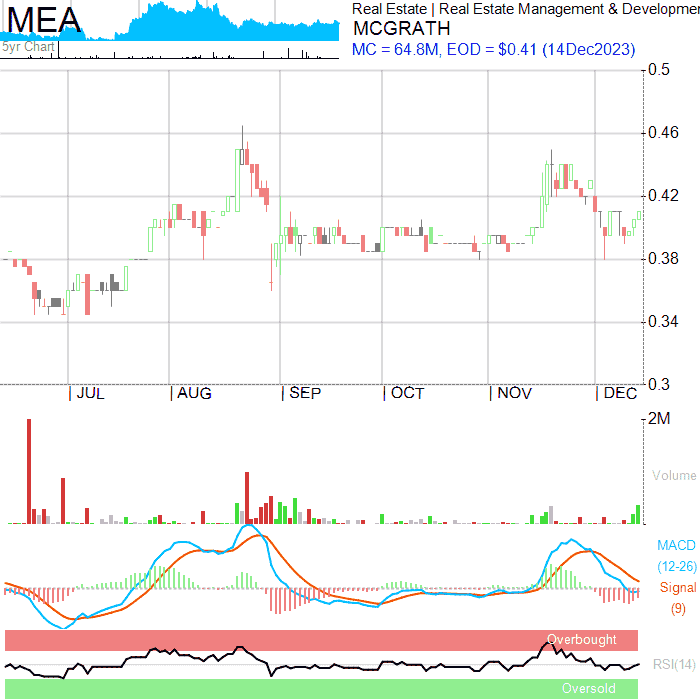 MEA
5yr Chart
Real Estate | Real Estate Management & Developmen
MCGRATH
MC = 64.8M, EOD = $0.41 (14Dec2023)
0.5
0.46
0.42
0.38
0.34
0.3
JUL
AUG
SEP
OCT
NOV
DEC
2M
Volume
MACD
(12-26)
Signal
(9)
Overbought
RSI(14)
Oversold